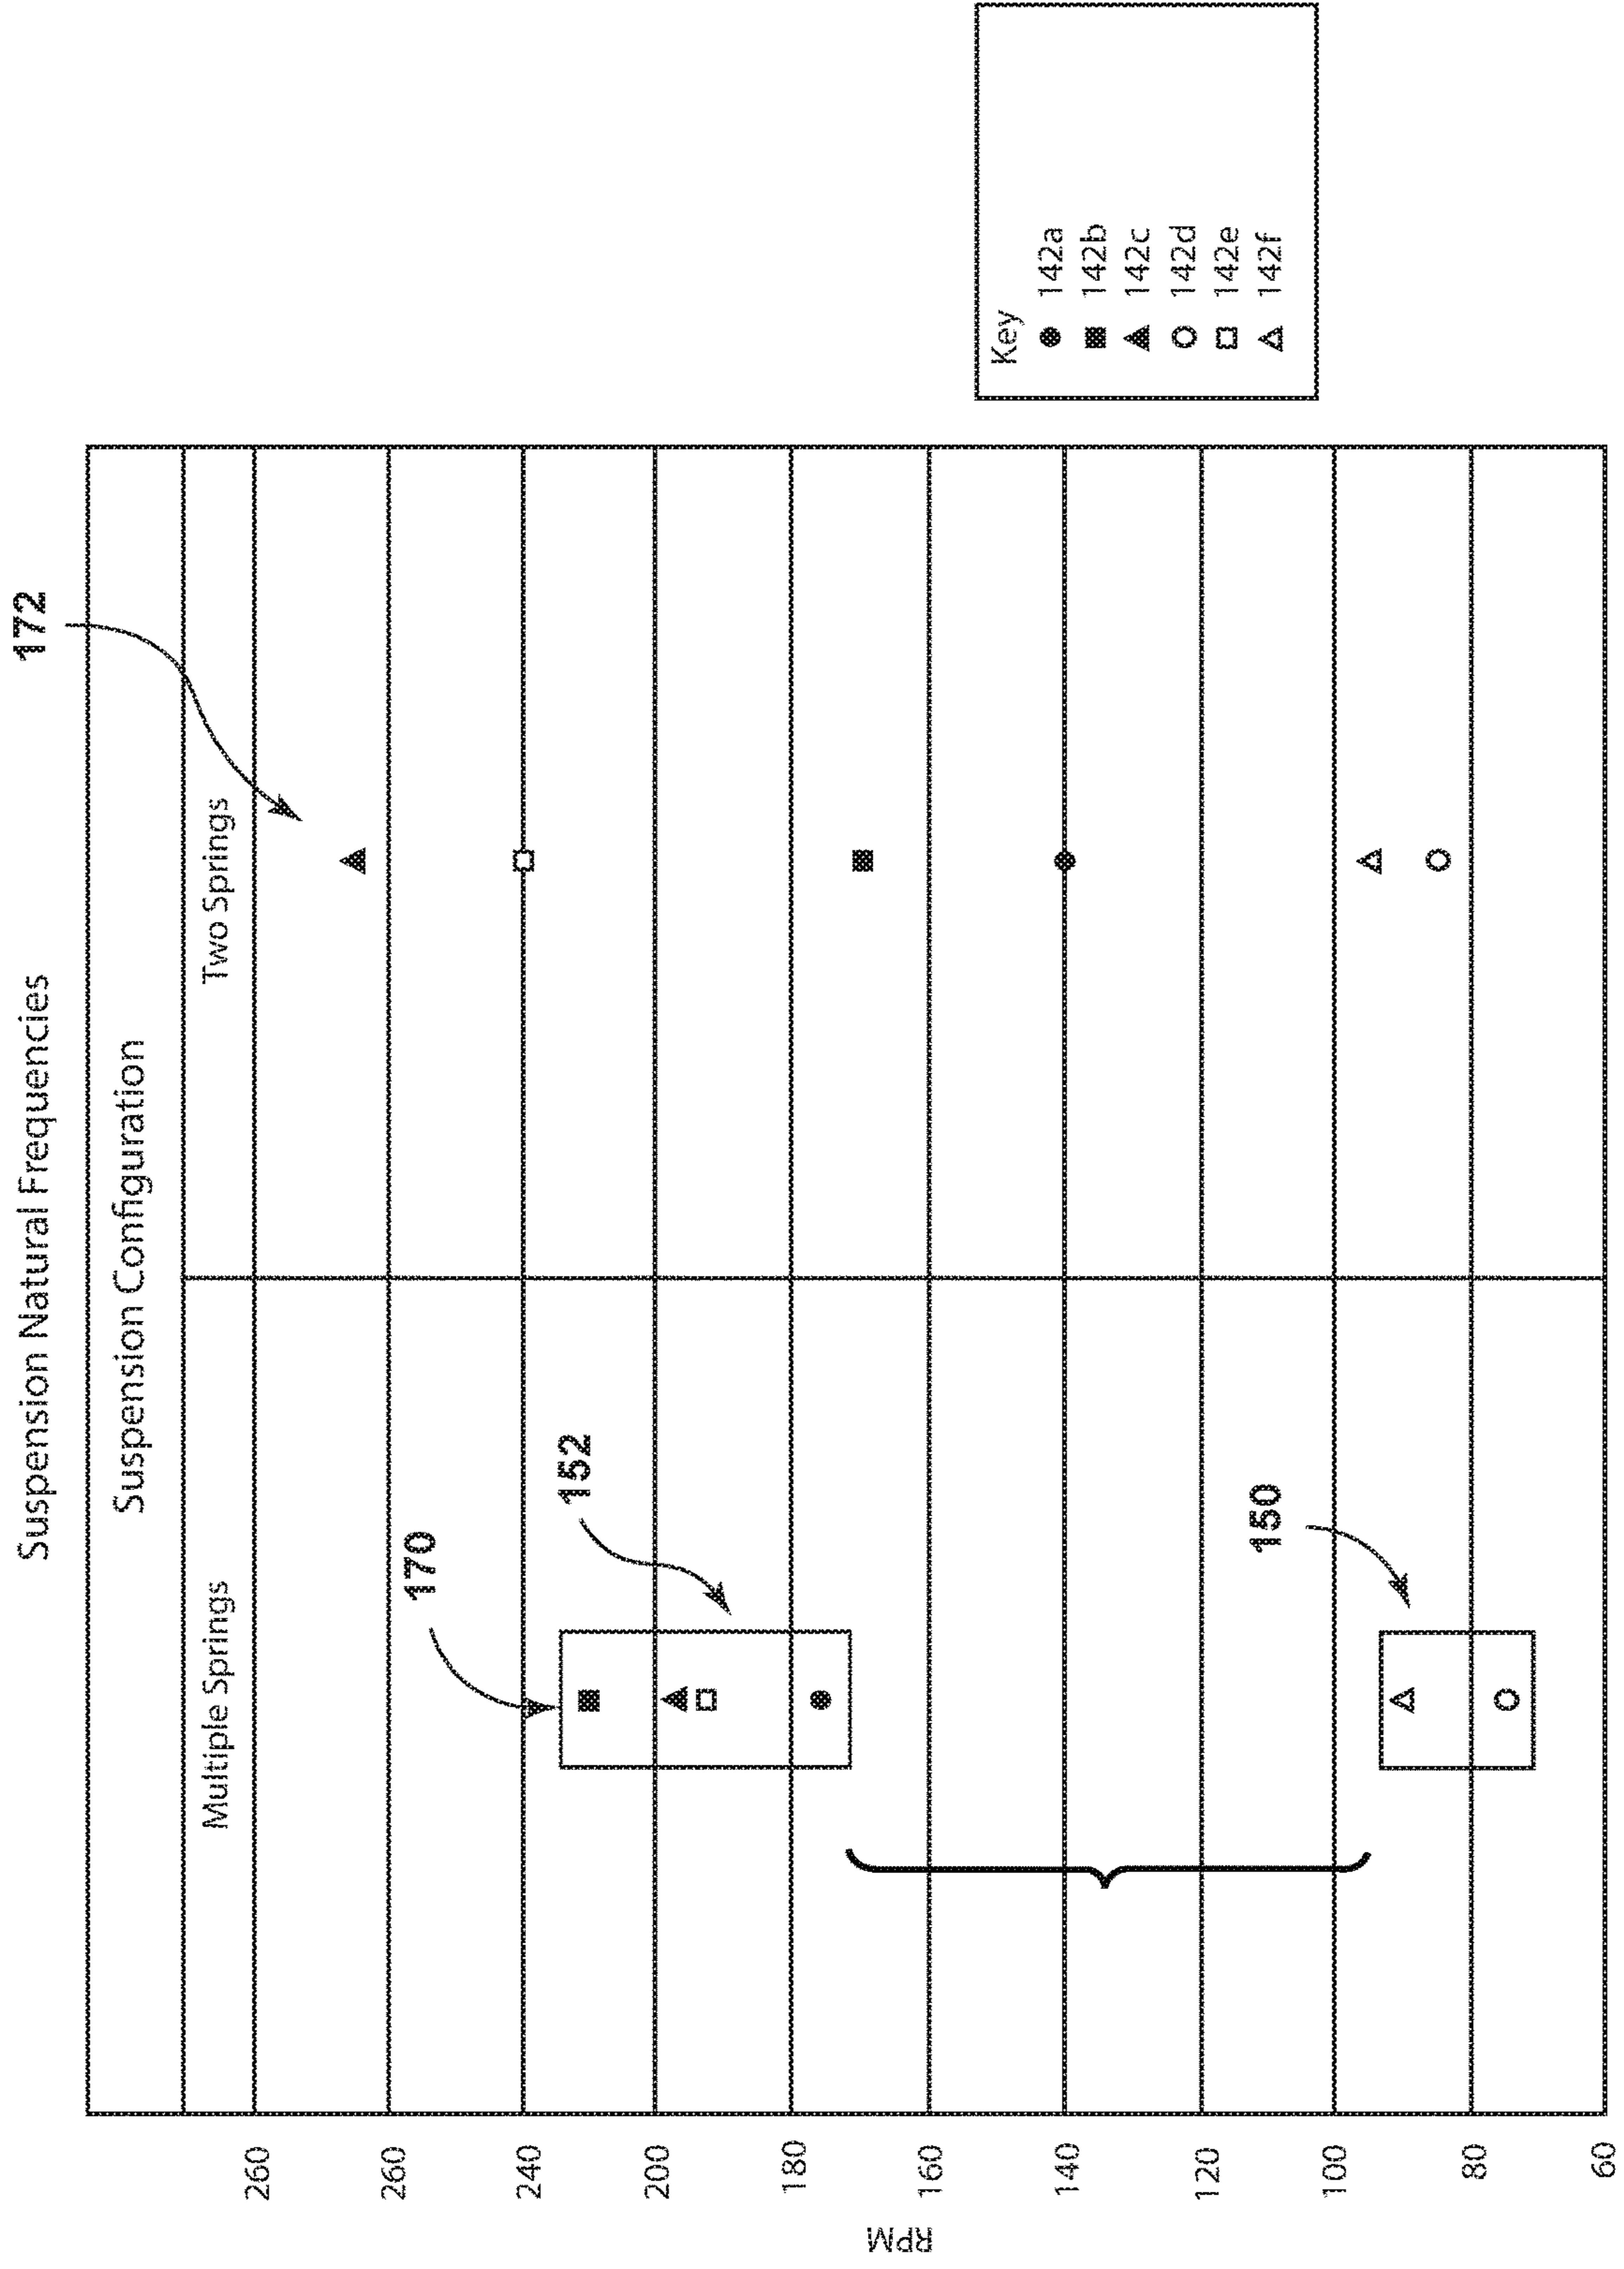 Suspension Natural Frequencies
172
Suspension Configuration
Multiple Springs
Two Springs
260
260
240
200
180
160
140
120
100
80
60
RPM
170
152
150
Key
142a
142b
142c
142d
142e
142f